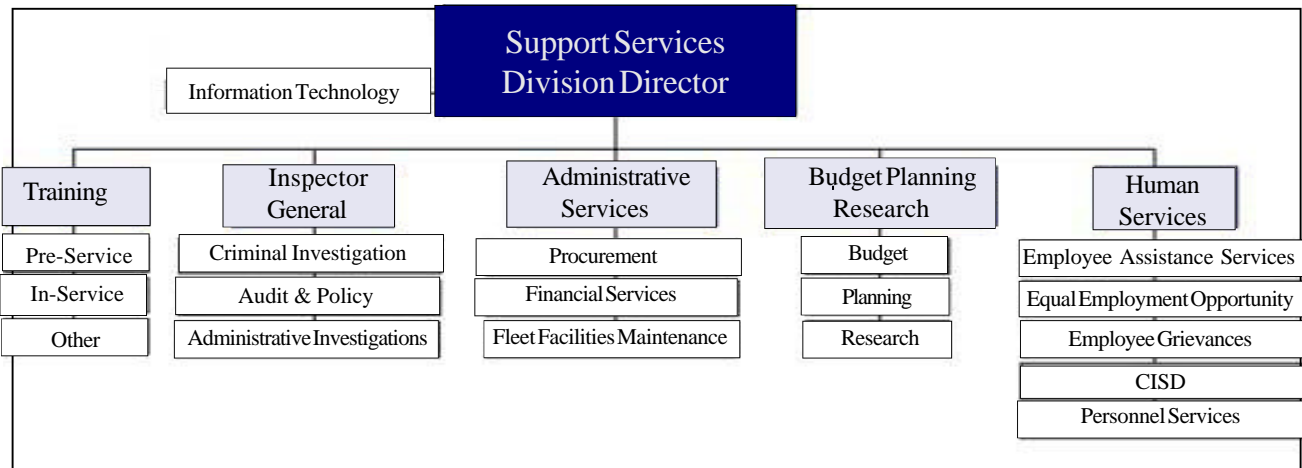 Support Services
Division Director
Information Technology
Training
Inspector
General
Administrative
Services
Budget Planning
Research
Human
Services
Pre-Service
In-Service
Other
Criminal Investigation
Audit & Policy
Administrative Investigations
Procurement
Financial Services
Fleet Facilities Maintenance
Budget
Planning
Research
Employee Assistance Services
Equal Employment Opportunity
Employee Grievances
CISD
Personnel Services